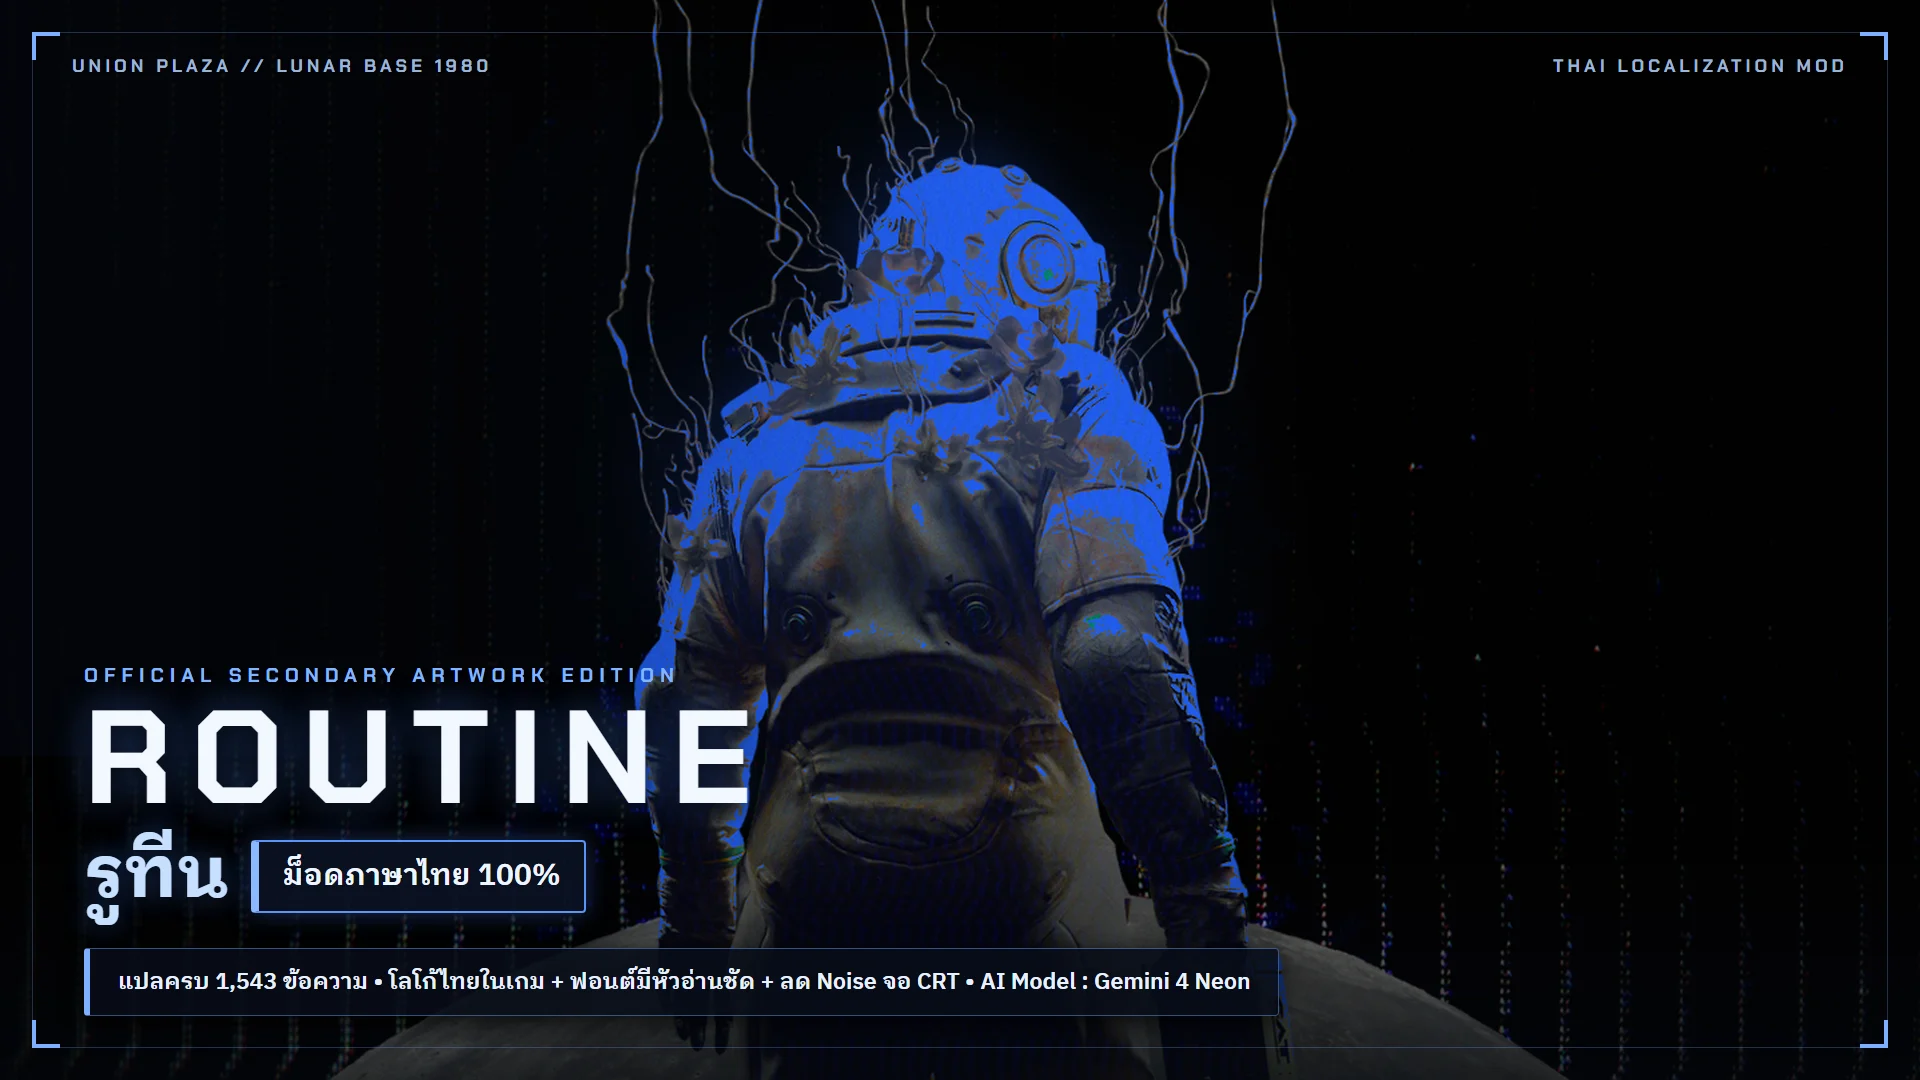 UNION PLAZA // LUNAR BASE 1980
THAI LOCALIZATION MOD
OFFICIAL SECONDARY ARTWORK EDITION
ROUTINE
รูทีน
ม็อดภาษาไทย 100%
แปลครบ 1,543 ข้อความ • โลโก้ไทยในเกม + ฟอนต์มีหัวอ่านชัด + ลด Noise จอ CRT • AI Model : Gemini 4 Neon